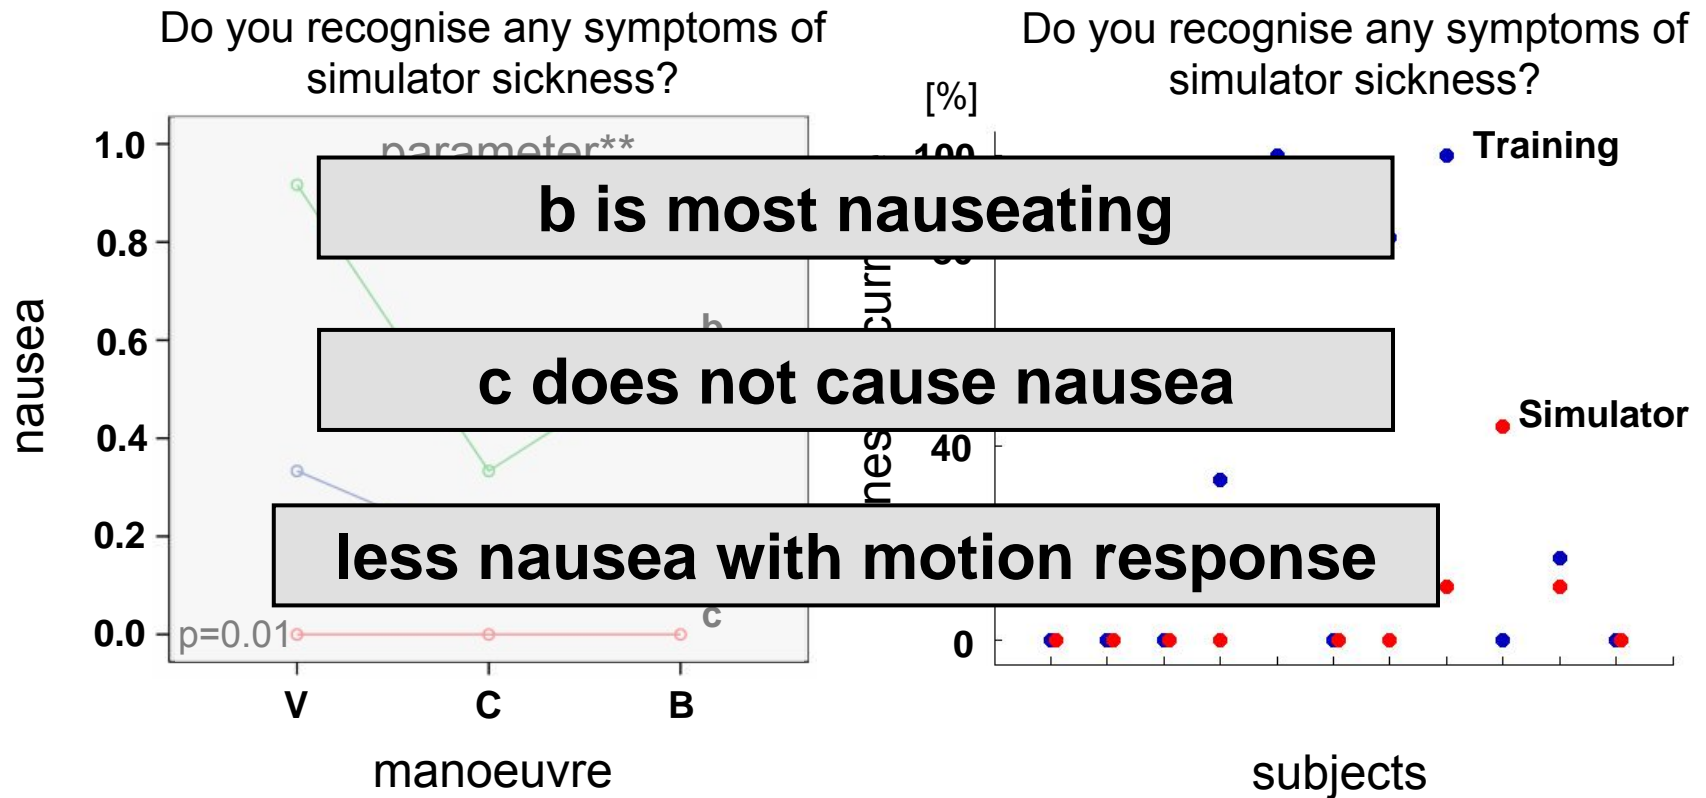 Do you recognise any symptoms of
simulator sickness?
nausea
1.0
0.8
0.6
0.4
0.2
0.0
parameter**
b
c
p=0.01
V
C
B
manoeuvre
Do you recognise any symptoms of
simulator sickness?
[%]
100
40
0
Training
Simulator
subjects
b is most nauseating
c does not cause nausea
less nausea with motion response